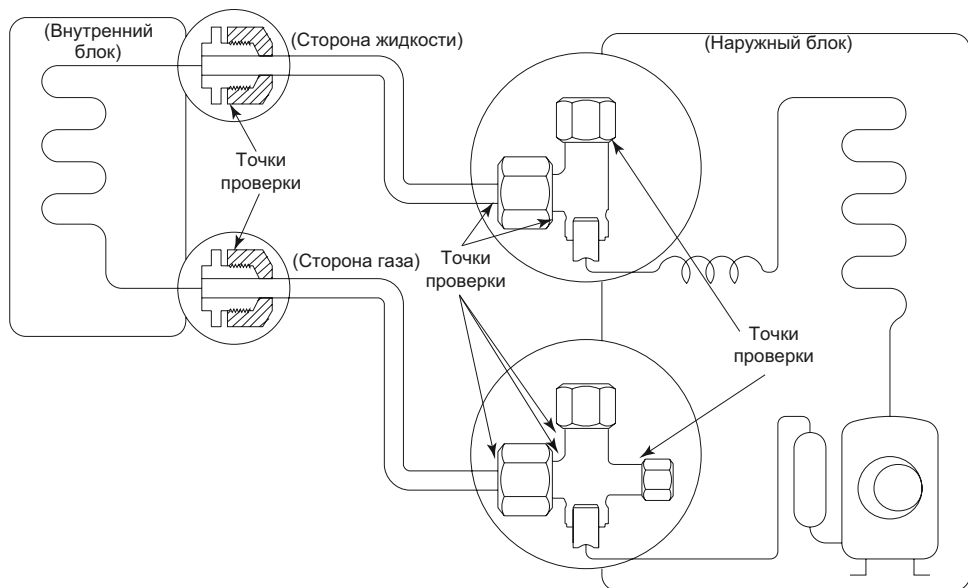 (Внутренний
блок)
(Сторона жидкости)
(Наружный блок)
Точки
проверки
(Сторона газа)
Точки
проверки
Точки
проверки